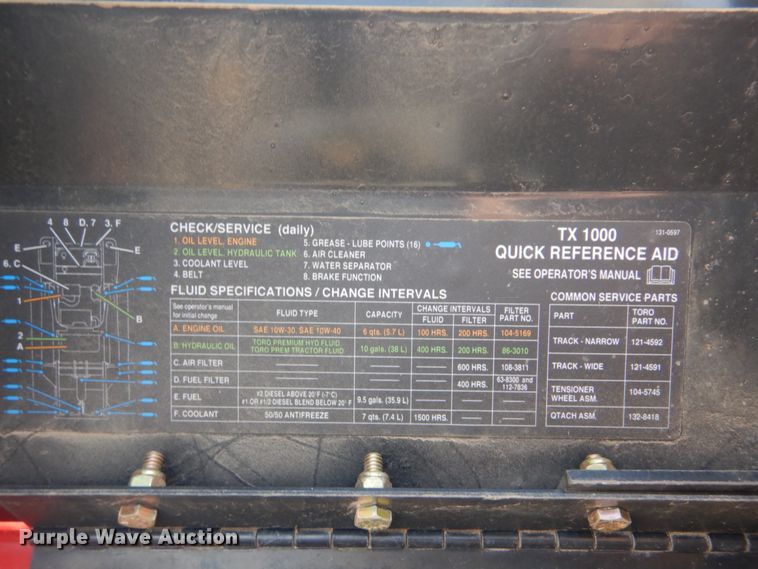 4 8 D,7 3, F
E E
6. C
1
B
2
A
CHECK/SERVICE (daily)
1. OIL LEVEL, ENGINE
2. OIL LEVEL, HYDRAULIC TANK
3. COOLANT LEVEL
4. BELT
5. GREASE - LUBE POINTS (16)
6. AIR CLEANER
7. WATER SEPARATOR
8. BRAKE FUNCTION
TX 1000
131-0597
QUICK REFERENCE AID
SEE OPERATOR'S MANUAL
FLUID SPECIFICATIONS / CHANGE INTERVALS
See operator's manual for initial change FLUID TYPE CAPACITY CHANGE INTERVALS FLUID FILTER FILTER PART NO.
A. ENGINE OIL SAE 10W-30, SAE 10W-40 6 qts. (5.7 L) 100 HRS. 200 HRS. 104-5169
B. HYDRAULIC OIL TORO PREMIUM HYD FLUID, TORO PREM TRACTOR FLUID 10 gals. (38 L) 400 HRS. 200 HRS. 86-3010
C. AIR FILTER 600 HRS. 108-3811
D. FUEL FILTER 400 HRS. 63-8300 and 112-7836
E. FUEL #2 DIESEL ABOVE 20°F (-7°C) #1 OR #1/2 DIESEL BLEND BELOW 20° F 9.5 gals. (35.9 L)
F. COOLANT 50/50 ANTIFREEZE 7 qts. (7.4 L) 1500 HRS.
COMMON SERVICE PARTS
PART TORO PART NO.
TRACK - NARROW 121-4592
TRACK - WIDE 121-4591
TENSIONER WHEEL ASM. 104-5745
QTACH ASM. 132-8418
Purple Wave Auction